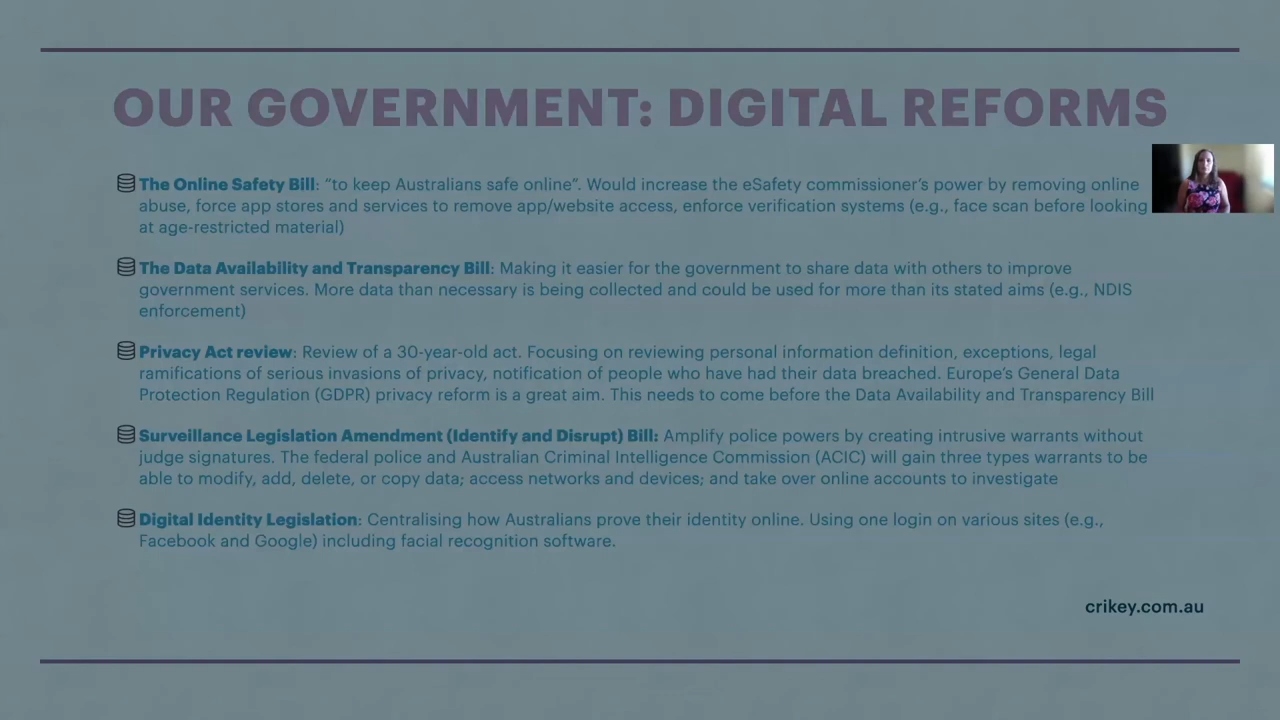 OUR GOVERNMENT: DIGITAL REFORMS
The Online Safety Bill: “to keep Australians safe online”. Would increase the eSafety commissioner’s power by removing online
abuse, force app stores and services to remove app/website access, enforce verification systems (e.g., face scan before looking
at age-restricted material)
The Data Availability and Transparency Bill: Making it easier for the government to share data with others to improve
government services. More data than necessary is being collected and could be used for more than its stated aims (e.g., NDIS
enforcement)
Privacy Act review: Review of a 30-year-old act. Focusing on reviewing personal information definition, exceptions, legal
ramifications of serious invasions of privacy, notification of people who have had their data breached. Europe’s General Data
Protection Regulation (GDPR) privacy reform is a great aim. This needs to come before the Data Availability and Transparency Bill
Surveillance Legislation Amendment (Identify and Disrupt) Bill: Amplify police powers by creating intrusive warrants without
judge signatures. The federal police and Australian Criminal Intelligence Commission (ACIC) will gain three types warrants to be
able to modify, add, delete, or copy data; access networks and devices; and take over online accounts to investigate
Digital Identity Legislation: Centralising how Australians prove their identity online. Using one login on various sites (e.g.,
Facebook and Google) including facial recognition software.
crikey.com.au